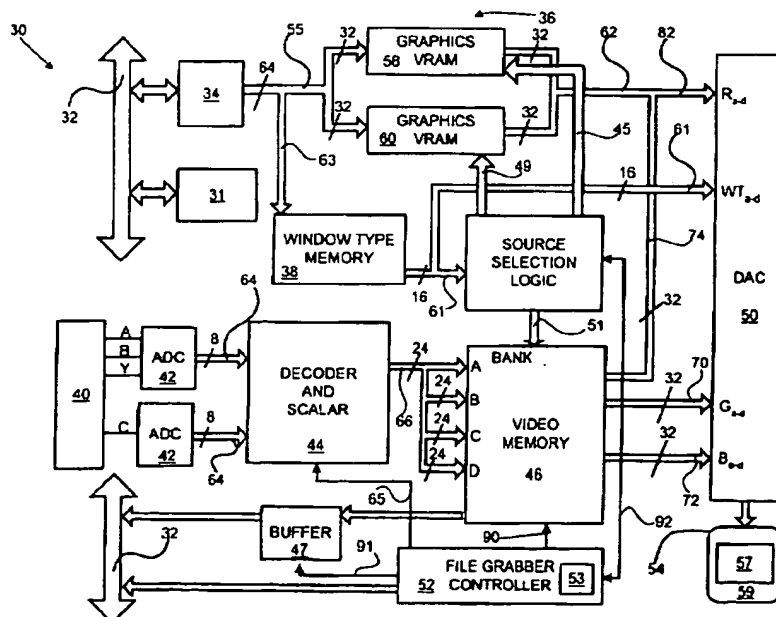 30
36
32
55
64
34
32
32
GRAPHICS
58 VRAM
32
62
82
R a-d
32
GRAPHICS
60 VRAM
32
45
63
49
16
61
WT a-d
31
WINDOW TYPE
MEMORY
38
16
61
SOURCE
SELECTION
LOGIC
74
32
DAC
50
51
40
A
B
Y
C
ADC
42
8
64
ADC
42
8
64
DECODER
AND
SCALAR
44
24
66
24
24
24
BANK
A
B
C
D
VIDEO
MEMORY
46
32
70
G a-d
32
72
B a-d
65
92
32
BUFFER
47
91
90
FILE GRABBER
CONTROLLER
52
53
54
57
59